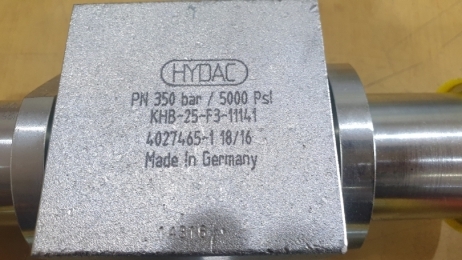 HYDAC
PN 350 bar / 5000 Psi
KHB-25-F3-11141
4027465-1 18/16
Made in Germany